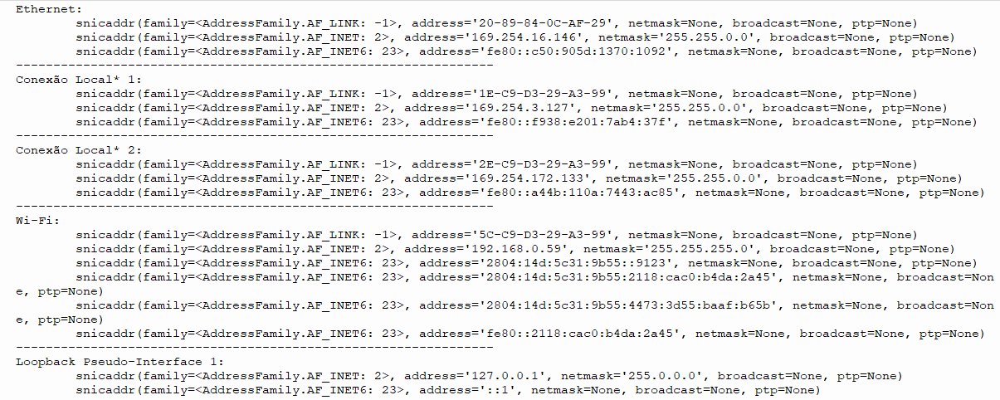 Ethernet:
snicaddr(family=<AddressFamily.AF_LINK: -1>, address='20-89-84-0C-AF-29', netmask=None, broadcast=None, ptp=None)
snicaddr(family=<AddressFamily.AF_INET: 2>, address='169.254.16.146', netmask='255.255.0.0', broadcast=None, ptp=None)
snicaddr(family=<AddressFamily.AF_INET6: 23>, address='fe80::c50:905d:1370:1092', netmask=None, broadcast=None, ptp=None)
----------------------------------------------------------------
Conexão Local* 1:
snicaddr(family=<AddressFamily.AF_LINK: -1>, address='1E-C9-D3-29-A3-99', netmask=None, broadcast=None, ptp=None)
snicaddr(family=<AddressFamily.AF_INET: 2>, address='169.254.3.127', netmask='255.255.0.0', broadcast=None, ptp=None)
snicaddr(family=<AddressFamily.AF_INET6: 23>, address='fe80::f938:e201:7ab4:37f', netmask=None, broadcast=None, ptp=None)
----------------------------------------------------------------
Conexão Local* 2:
snicaddr(family=<AddressFamily.AF_LINK: -1>, address='2E-C9-D3-29-A3-99', netmask=None, broadcast=None, ptp=None)
snicaddr(family=<AddressFamily.AF_INET: 2>, address='169.254.172.133', netmask='255.255.0.0', broadcast=None, ptp=None)
snicaddr(family=<AddressFamily.AF_INET6: 23>, address='fe80::a44b:110a:7443:ac85', netmask=None, broadcast=None, ptp=None)
----------------------------------------------------------------
Wi-Fi:
snicaddr(family=<AddressFamily.AF_LINK: -1>, address='5C-C9-D3-29-A3-99', netmask=None, broadcast=None, ptp=None)
snicaddr(family=<AddressFamily.AF_INET: 2>, address='192.168.0.59', netmask='255.255.255.0', broadcast=None, ptp=None)
snicaddr(family=<AddressFamily.AF_INET6: 23>, address='2804:14d:5c31:9b55::9123', netmask=None, broadcast=None, ptp=None)
snicaddr(family=<AddressFamily.AF_INET6: 23>, address='2804:14d:5c31:9b55:2118:cac0:b4da:2a45', netmask=None, broadcast=Non
e, ptp=None)
snicaddr(family=<AddressFamily.AF_INET6: 23>, address='2804:14d:5c31:9b55:4473:3d55:baaf:b65b', netmask=None, broadcast=Non
e, ptp=None)
snicaddr(family=<AddressFamily.AF_INET6: 23>, address='fe80::2118:cac0:b4da:2a45', netmask=None, broadcast=None, ptp=None)
----------------------------------------------------------------
Loopback Pseudo-Interface 1:
snicaddr(family=<AddressFamily.AF_INET: 2>, address='127.0.0.1', netmask='255.0.0.0', broadcast=None, ptp=None)
snicaddr(family=<AddressFamily.AF_INET6: 23>, address='::1', netmask=None, broadcast=None, ptp=None)